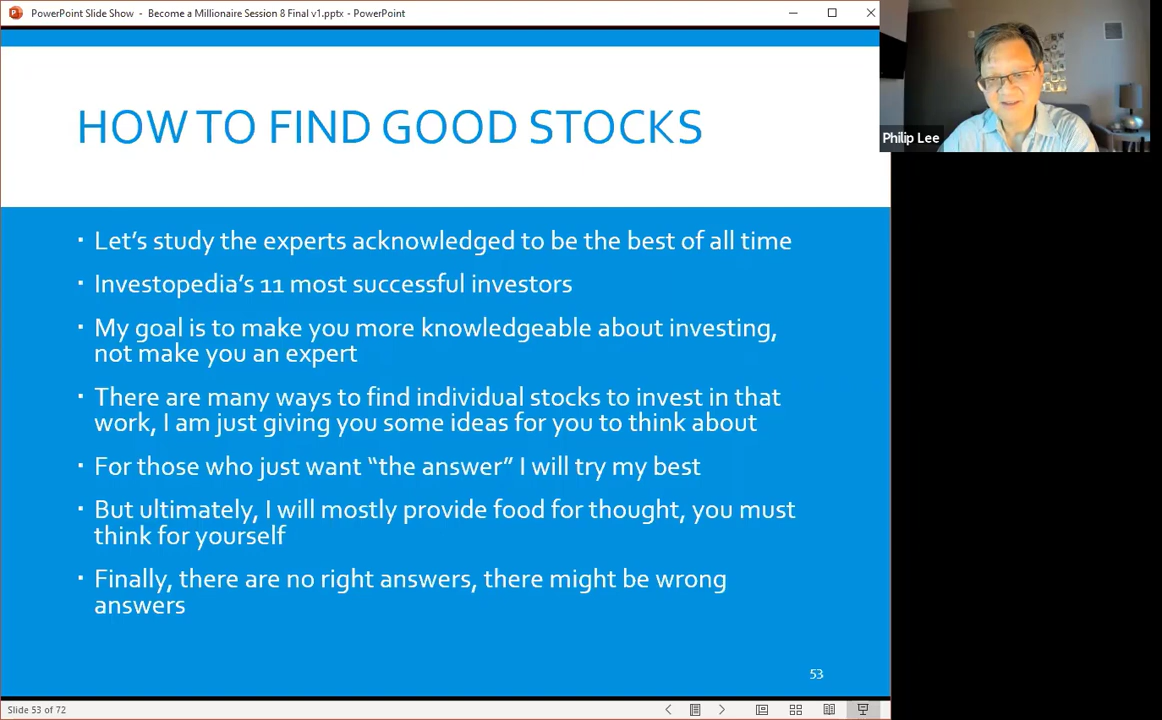 PowerPoint Slide Show - Become a Millionaire Session 8 Final v1.pptx - PowerPoint
Philip Lee
HOW TO FIND GOOD STOCKS
▪ Let's study the experts acknowledged to be the best of all time
▪ Investopedia's 11 most successful investors
▪ My goal is to make you more knowledgeable about investing,
not make you an expert
▪ There are many ways to find individual stocks to invest in that
work, I am just giving you some ideas for you to think about
▪ For those who just want “the answer” I will try my best
▪ But ultimately, I will mostly provide food for thought, you must
think for yourself
▪ Finally, there are no right answers, there might be wrong
answers
53
Slide 53 of 72